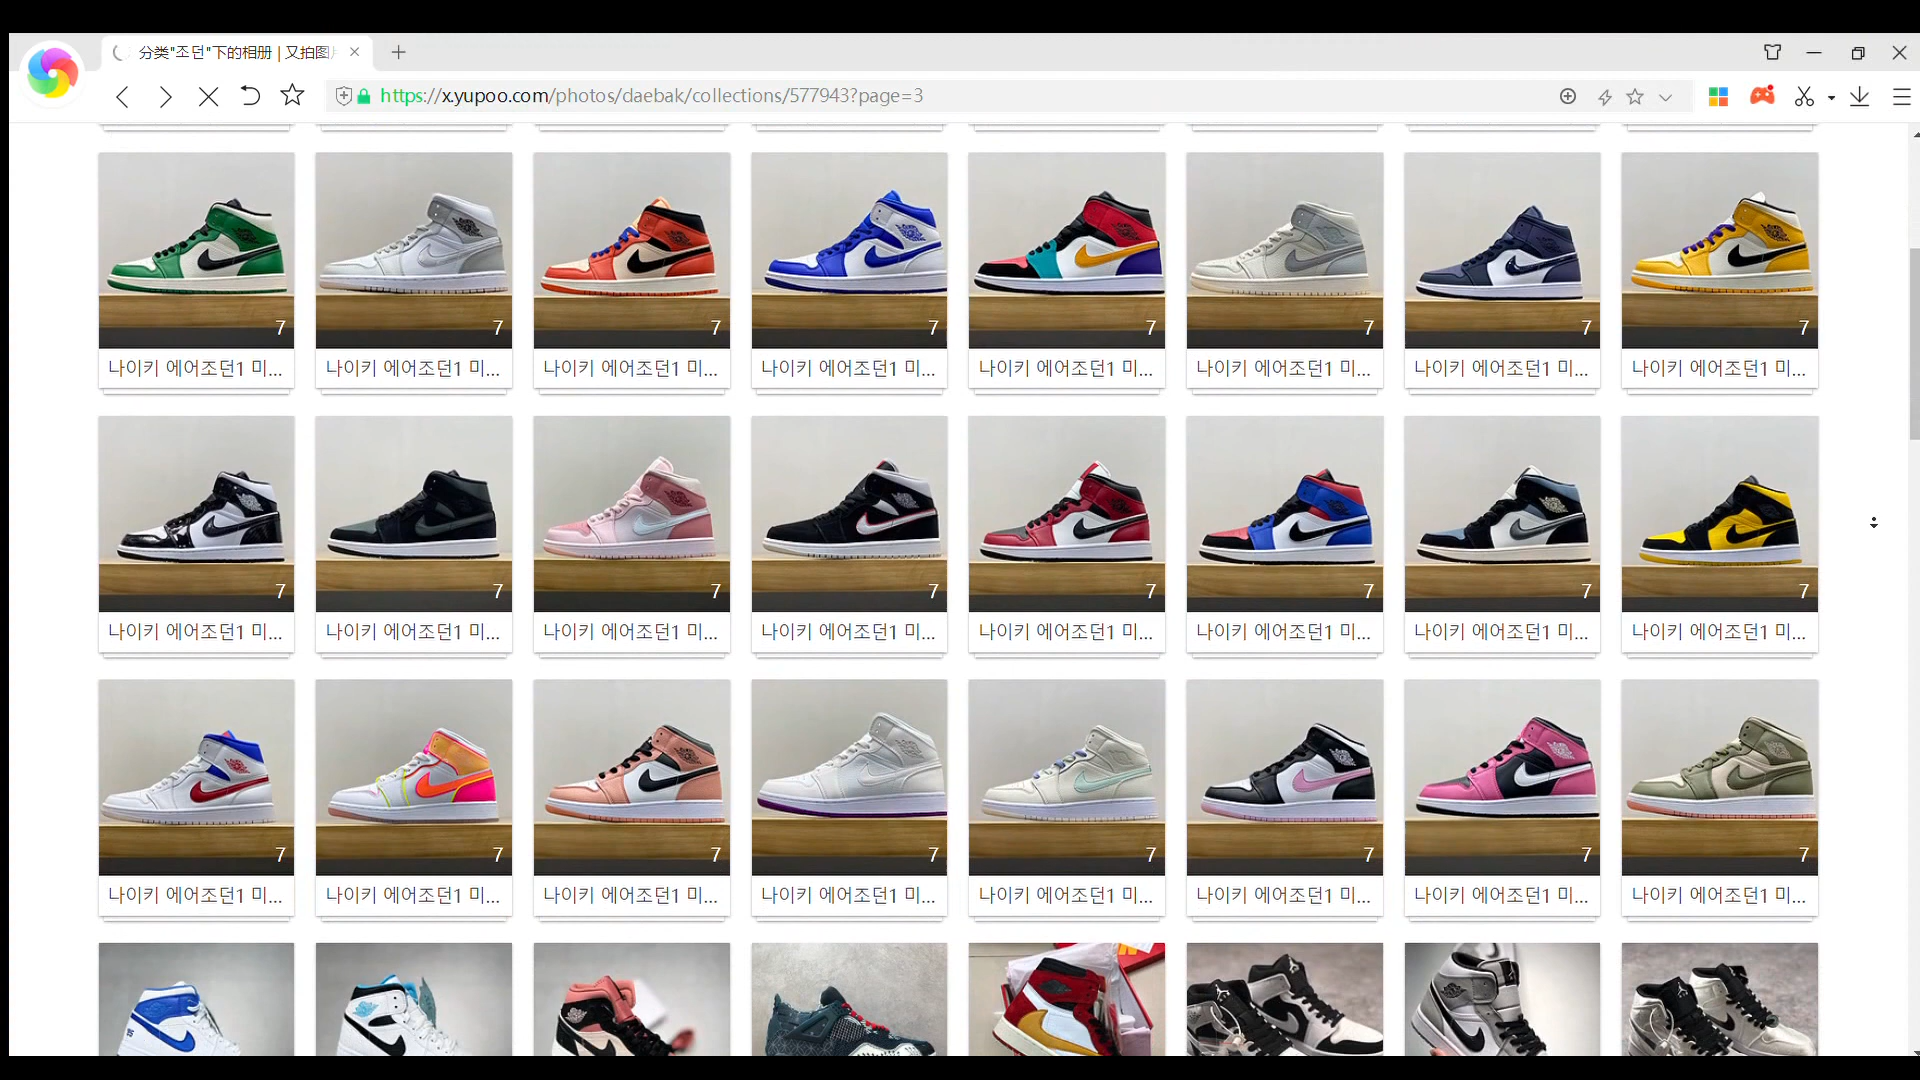 分类"조던"下的相册 | 又拍图
https://x.yupoo.com/photos/daebak/collections/577943?page=3
7 7 7 7 7 7 7 7
나이키 에어조던1 미... 나이키 에어조던1 미... 나이키 에어조던1 미... 나이키 에어조던1 미... 나이키 에어조던1 미... 나이키 에어조던1 미... 나이키 에어조던1 미... 나이키 에어조던1 미...
7 7 7 7 7 7 7 7
나이키 에어조던1 미... 나이키 에어조던1 미... 나이키 에어조던1 미... 나이키 에어조던1 미... 나이키 에어조던1 미... 나이키 에어조던1 미... 나이키 에어조던1 미... 나이키 에어조던1 미...
7 7 7 7 7 7 7 7
나이키 에어조던1 미... 나이키 에어조던1 미... 나이키 에어조던1 미... 나이키 에어조던1 미... 나이키 에어조던1 미... 나이키 에어조던1 미... 나이키 에어조던1 미... 나이키 에어조던1 미...